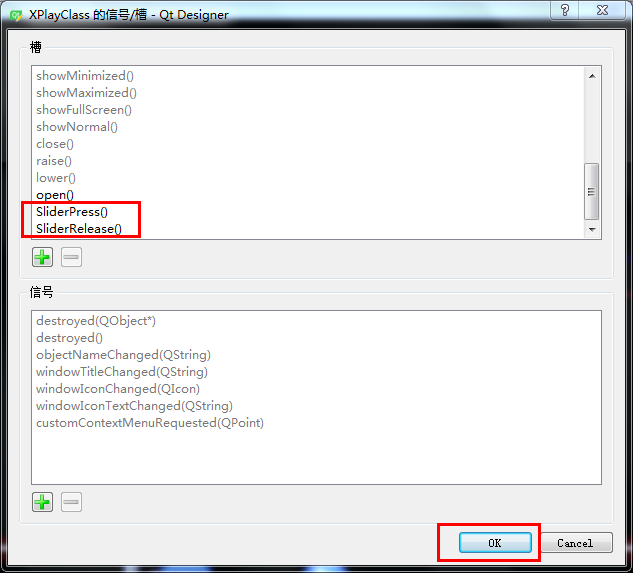 XPlayClass 的信号/槽 - Qt Designer
槽
showMinimized()
showMaximized()
showFullScreen()
showNormal()
close()
raise()
lower()
open()
SliderPress()
SliderRelease()
信号
destroyed(QObject*)
destroyed()
objectNameChanged(QString)
windowTitleChanged(QString)
windowIconChanged(QIcon)
windowIconTextChanged(QString)
customContextMenuRequested(QPoint)
OK Cancel